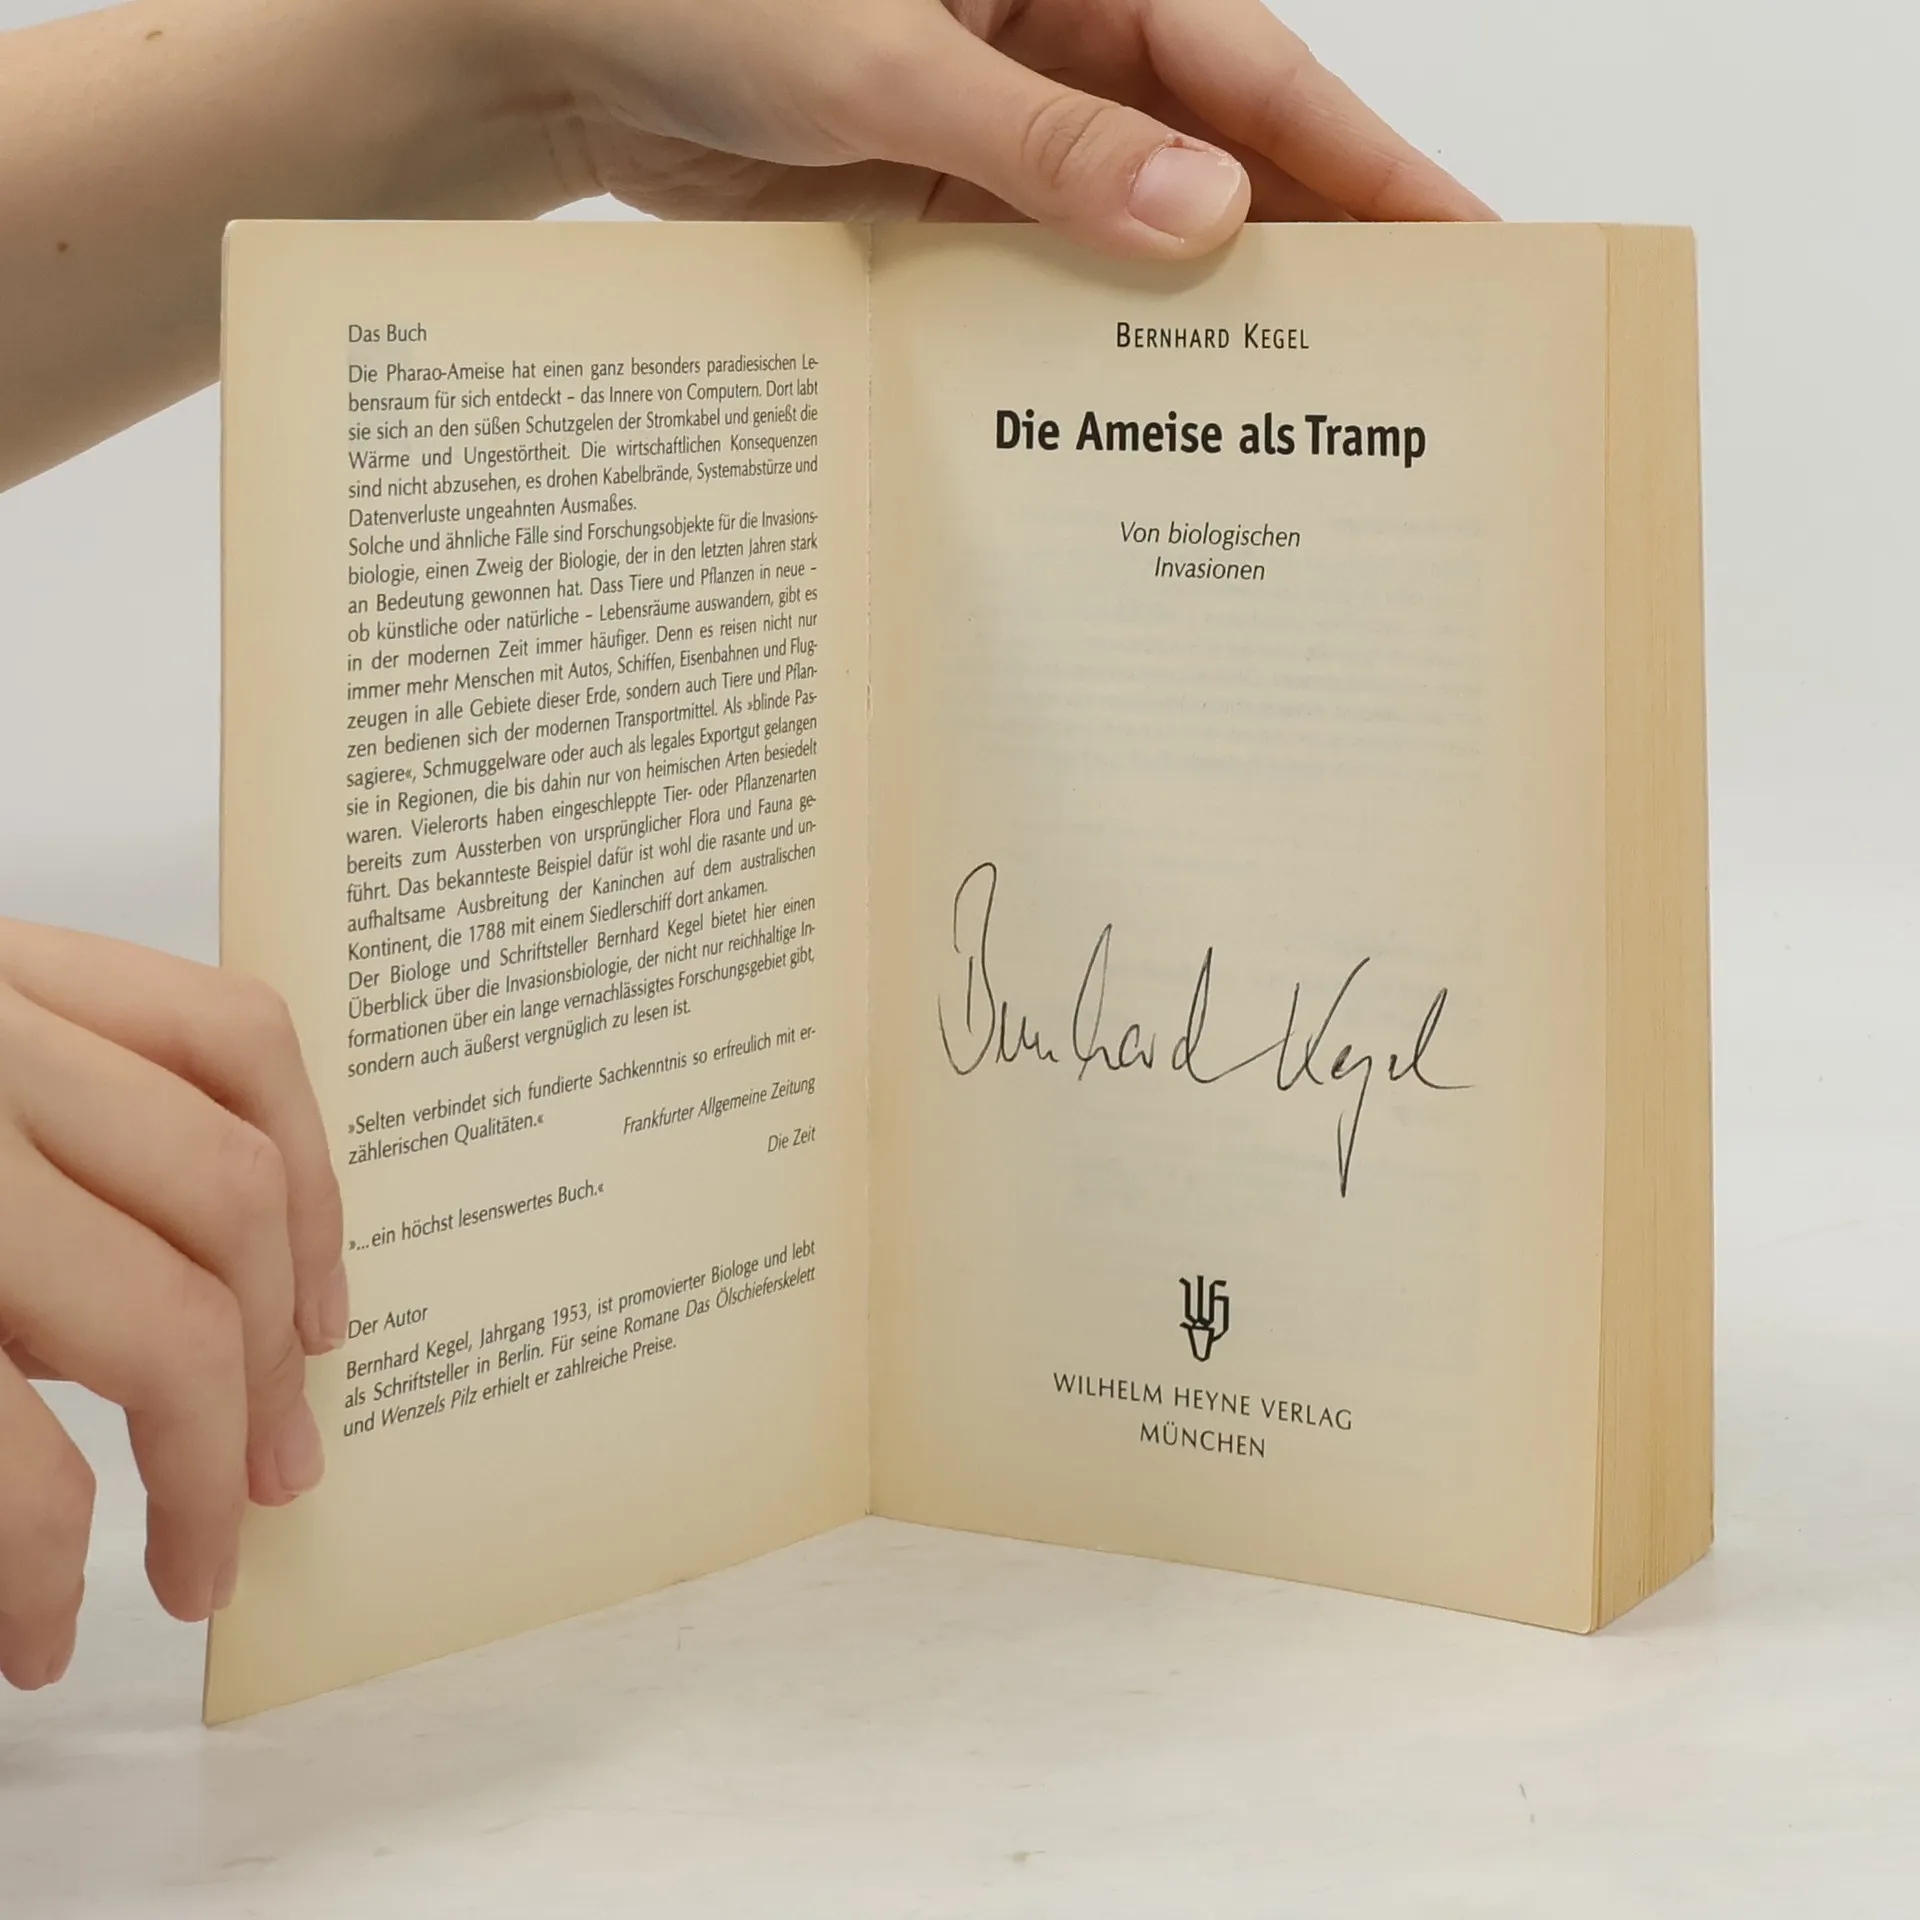 Das Buch
Die Pharao-Ameise hat einen ganz besonders paradiesischen Le-
bensraum für sich entdeckt – das Innere von Computern. Dort labt
sie sich an den süßen Schutzgelen der Stromkabel und genießt die
Wärme und Ungestörtheit. Die wirtschaftlichen Konsequenzen
sind nicht abzusehen, es drohen Kabelbrände, Systemabstürze und
Datenverluste ungeahnten Ausmaßes.
Solche und ähnliche Fälle sind Forschungsobjekte für die Invasions-
biologie, einen Zweig der Biologie, der in den letzten Jahren stark
an Bedeutung gewonnen hat. Dass Tiere und Pflanzen in neue –
ob künstliche oder natürliche – Lebensräume auswandern, gibt es
in der modernen Zeit immer häufiger. Denn es reisen nicht nur
immer mehr Menschen mit Autos, Schiffen, Eisenbahnen und Flug-
zeugen in alle Gebiete dieser Erde, sondern auch Tiere und Pflan-
zen bedienen sich der modernen Transportmittel. Als »blinde Pas-
sagiere«, Schmuggelware oder auch als legales Exportgut gelangen
sie in Regionen, die bis dahin nur von heimischen Arten besiedelt
waren. Vielerorts haben eingeschleppte Tier- oder Pflanzenarten
bereits zum Aussterben von ursprünglicher Flora und Fauna ge-
führt. Das bekannteste Beispiel dafür ist wohl die rasante und un-
aufhaltsame Ausbreitung der Kaninchen auf dem australischen
Kontinent, die 1788 mit einem Siedlerschiff dort ankamen.
Der Biologe und Schriftsteller Bernhard Kegel bietet hier einen
Überblick über die Invasionsbiologie, der nicht nur reichhaltige In-
formationen über ein lange vernachlässigtes Forschungsgebiet gibt,
sondern auch äußerst vergnüglich zu lesen ist.
»Selten verbindet sich fundierte Sachkenntnis so erfreulich mit er-
zählerischen Qualitäten.«
Frankfurter Allgemeine Zeitung
Die Zeit
»...ein höchst lesenswertes Buch.«
Der Autor
Bernhard Kegel, Jahrgang 1953, ist promovierter Biologe und lebt
als Schriftsteller in Berlin. Für seine Romane Das Ölschieferskelett
und Wenzels Pilz erhielt er zahlreiche Preise.
BERNHARD KEGEL
Die Ameise als Tramp
Von biologischen
Invasionen
Bernhard Kegel
WILHELM HEYNE VERLAG
MÜNCHEN